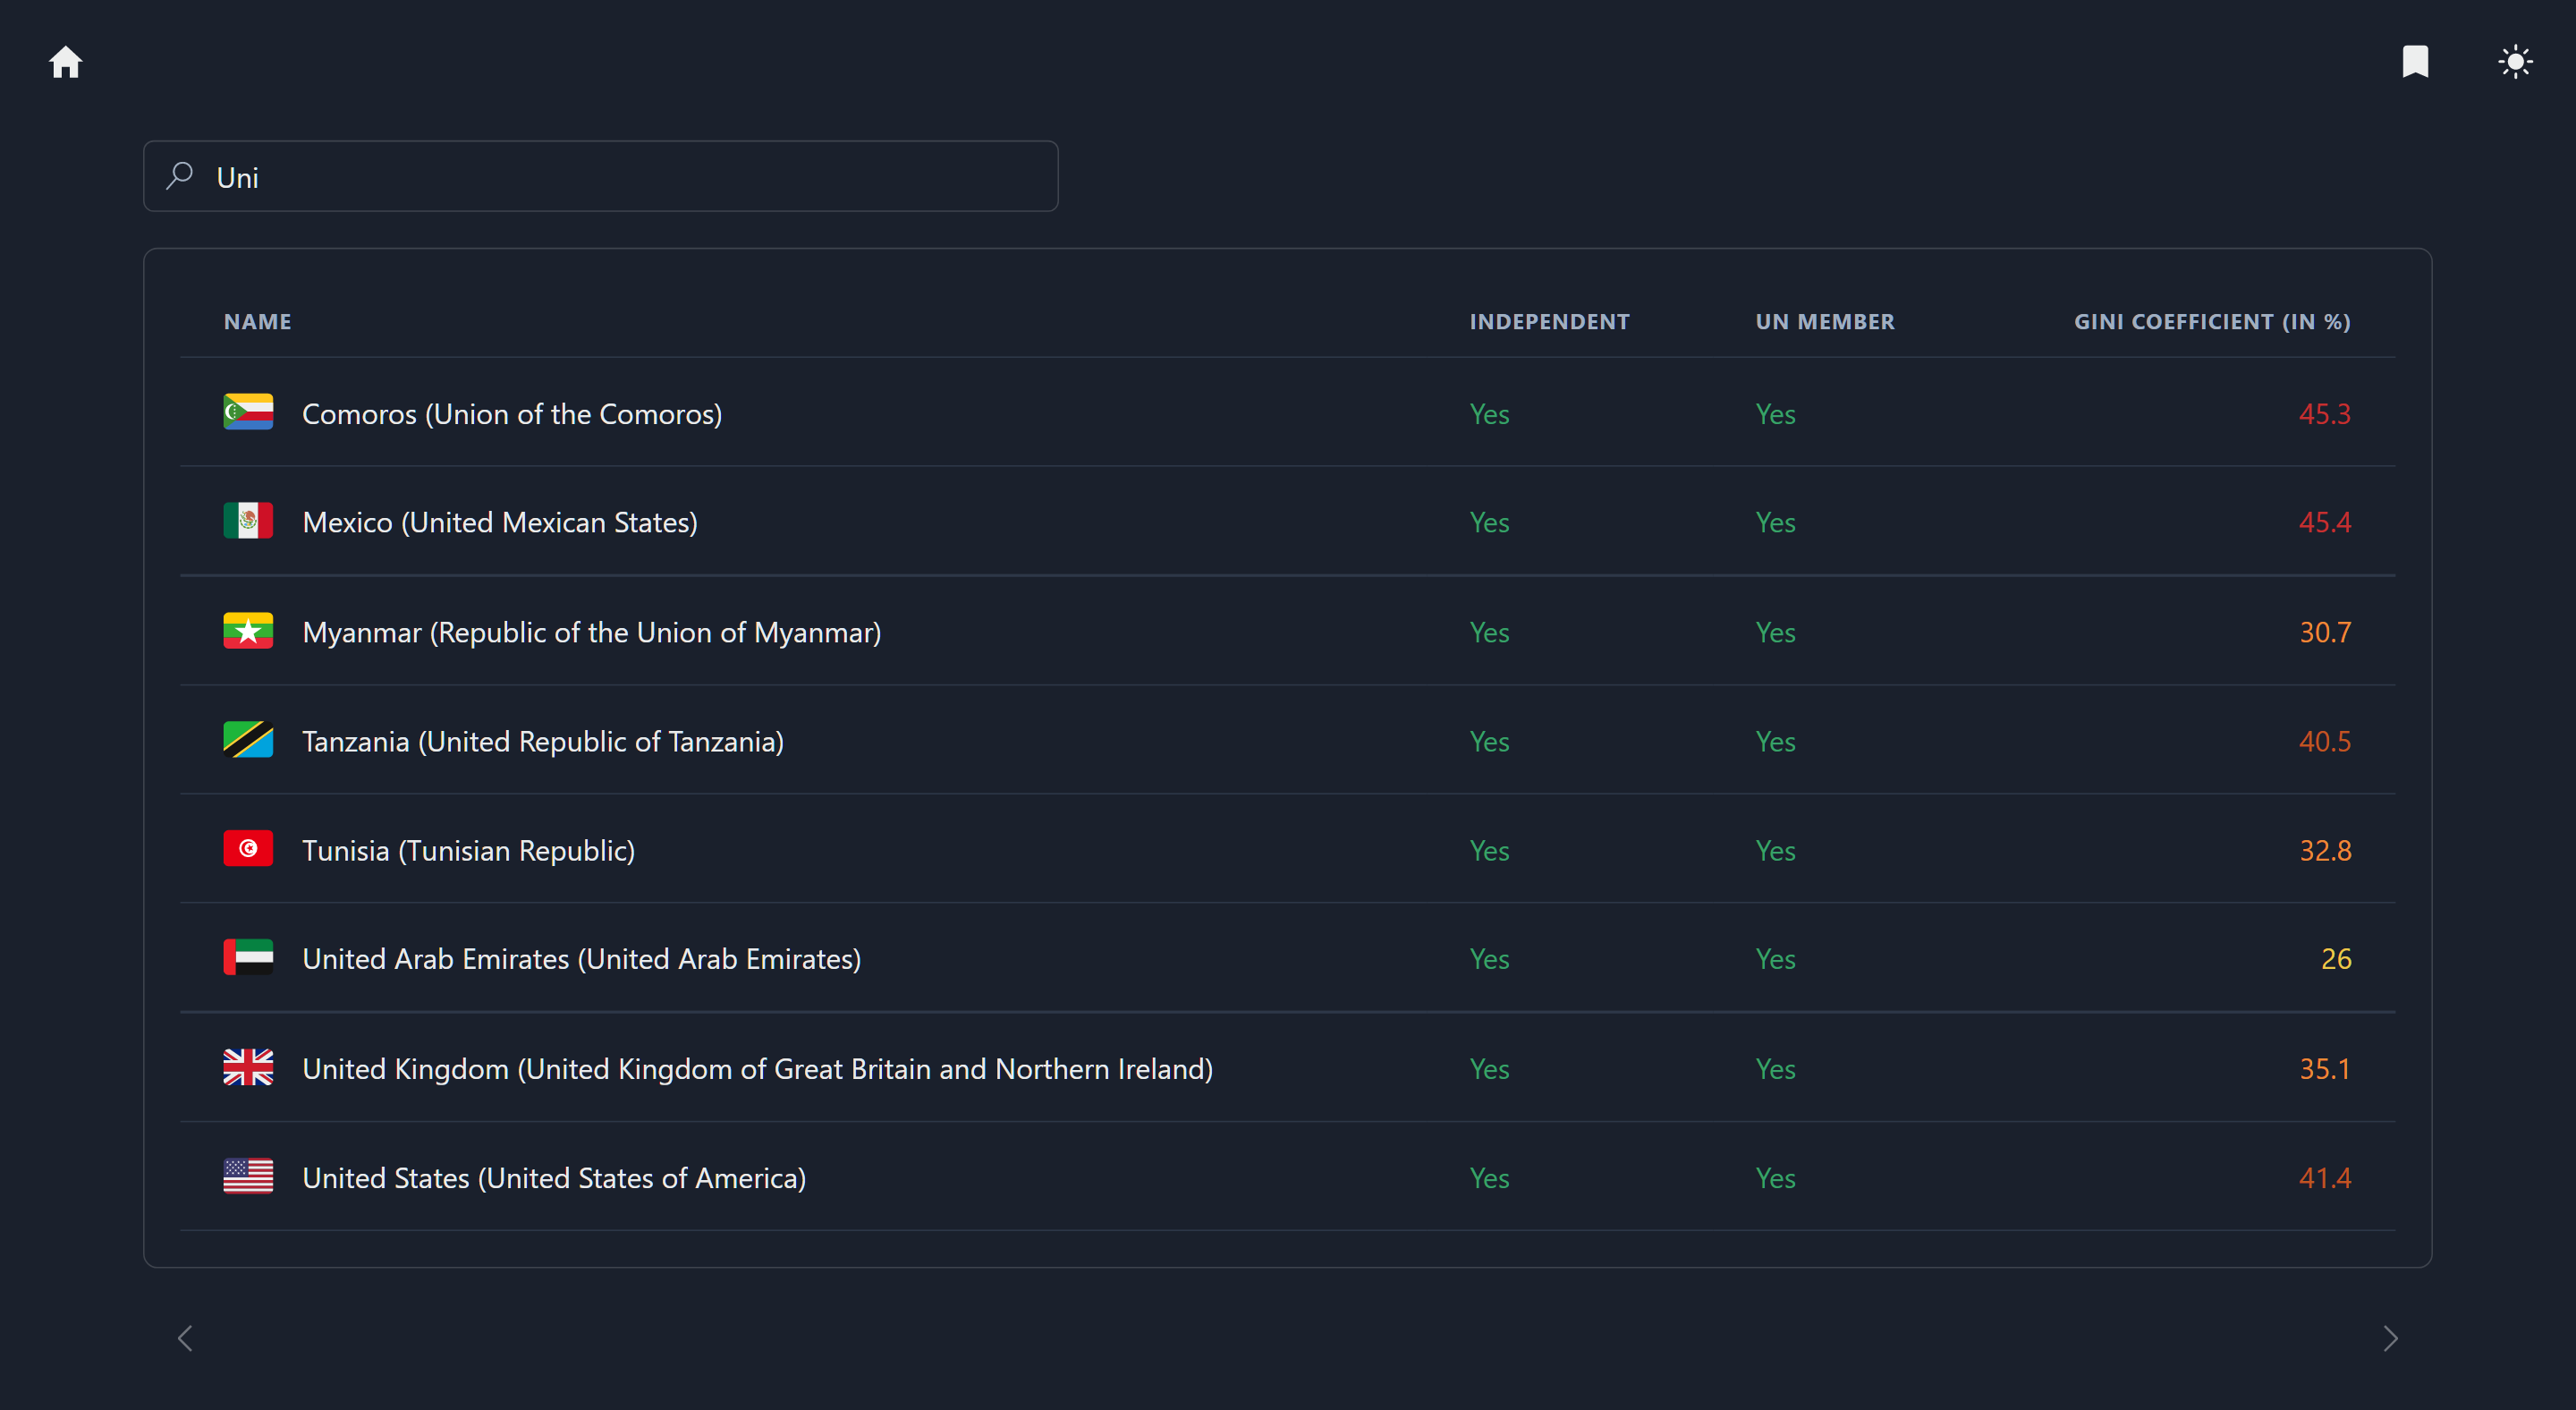 Uni
NAME INDEPENDENT UN MEMBER GINI COEFFICIENT (IN %)
Comoros (Union of the Comoros) Yes Yes 45.3
Mexico (United Mexican States) Yes Yes 45.4
Myanmar (Republic of the Union of Myanmar) Yes Yes 30.7
Tanzania (United Republic of Tanzania) Yes Yes 40.5
Tunisia (Tunisian Republic) Yes Yes 32.8
United Arab Emirates (United Arab Emirates) Yes Yes 26
United Kingdom (United Kingdom of Great Britain and Northern Ireland) Yes Yes 35.1
United States (United States of America) Yes Yes 41.4